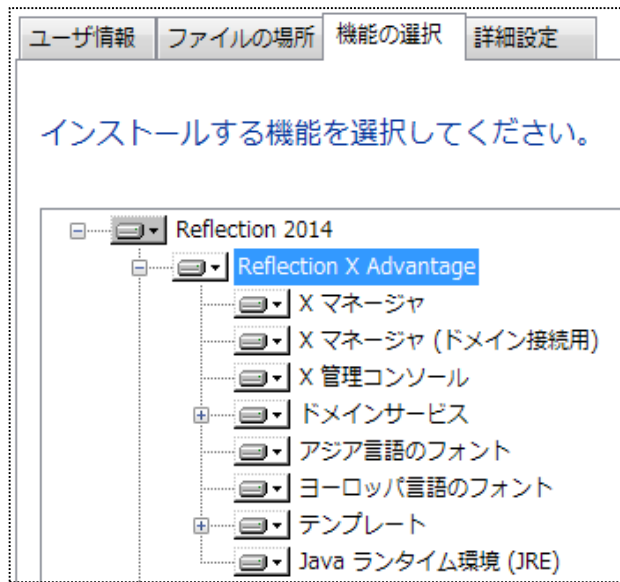 ユーザ情報 ファイルの場所 機能の選択 詳細設定
インストールする機能を選択してください。
Reflection 2014
Reflection X Advantage
X マネージャ
X マネージャ (ドメイン接続用)
X 管理コンソール
ドメインサービス
アジア言語のフォント
ヨーロッパ言語のフォント
テンプレート
Java ランタイム環境 (JRE)